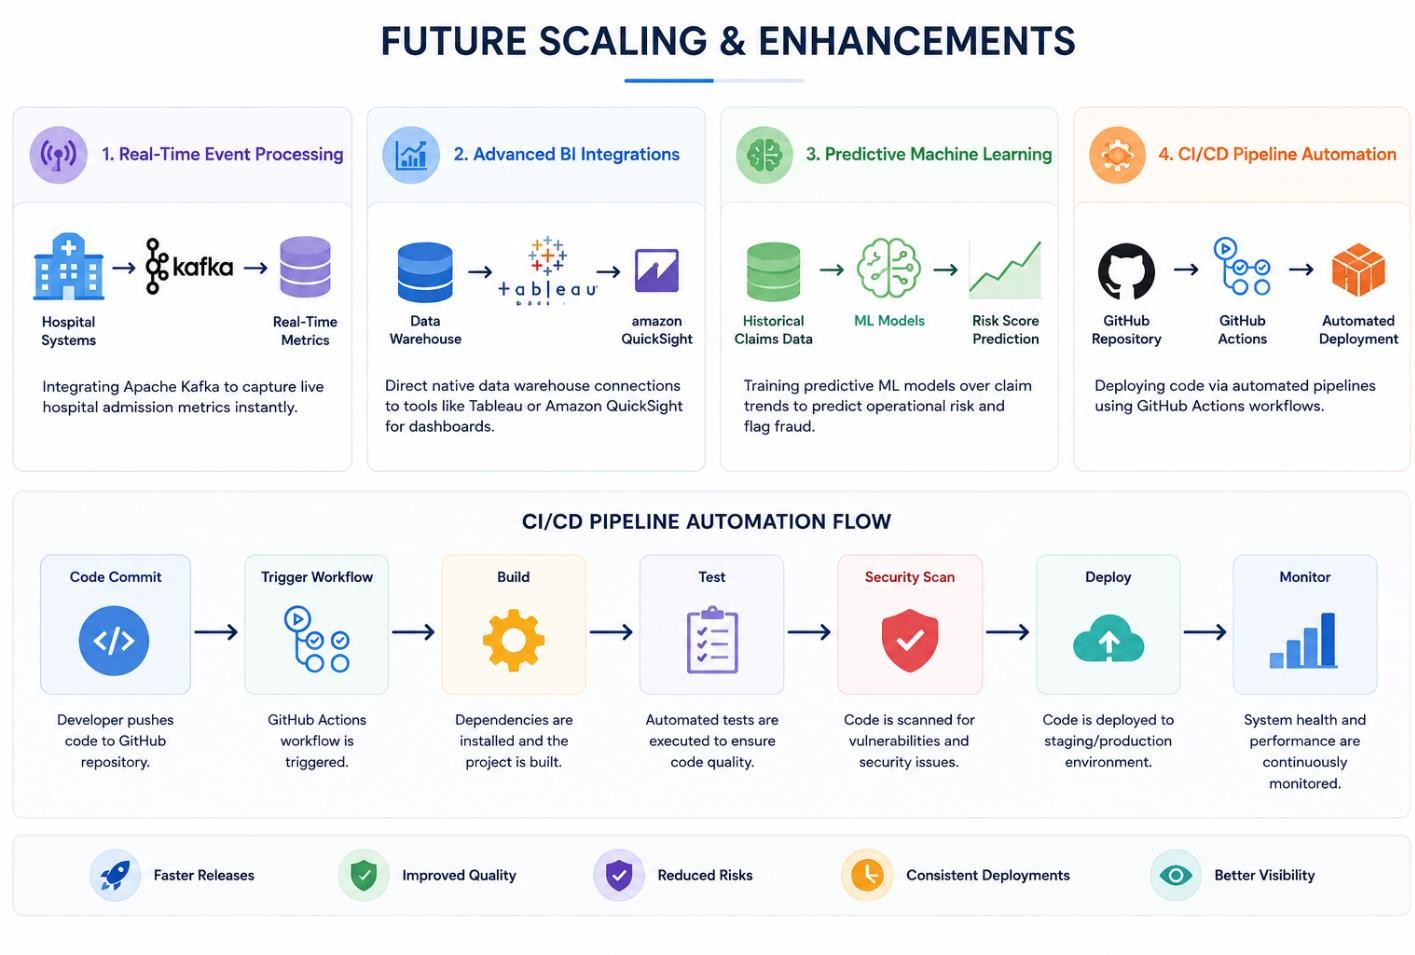 FUTURE SCALING & ENHANCEMENTS
1. Real-Time Event Processing
kafka
Hospital
Systems
Real-Time
Metrics
Integrating Apache Kafka to capture live
hospital admission metrics instantly.
2. Advanced BI Integrations
tableau
Data
Warehouse
amazon
QuickSight
Direct native data warehouse connections
to tools like Tableau or Amazon QuickSight
for dashboards.
3. Predictive Machine Learning
Historical
Claims Data
ML Models
Risk Score
Prediction
Training predictive ML models over claim
trends to predict operational risk and
flag fraud.
4. CI/CD Pipeline Automation
GitHub
Repository
GitHub
Actions
Automated
Deployment
Deploying code via automated pipelines
using GitHub Actions workflows.
CI/CD PIPELINE AUTOMATION FLOW
Code Commit
</>
Developer pushes
code to GitHub
repository.
Trigger Workflow
GitHub Actions
workflow is
triggered.
Build
Dependencies are
installed and the
project is built.
Test
Automated tests are
executed to ensure
code quality.
Security Scan
Code is scanned for
vulnerabilities and
security issues.
Deploy
Code is deployed to
staging/production
environment.
Monitor
System health and
performance are
continuously
monitored.
Faster Releases
Improved Quality
Reduced Risks
Consistent Deployments
Better Visibility